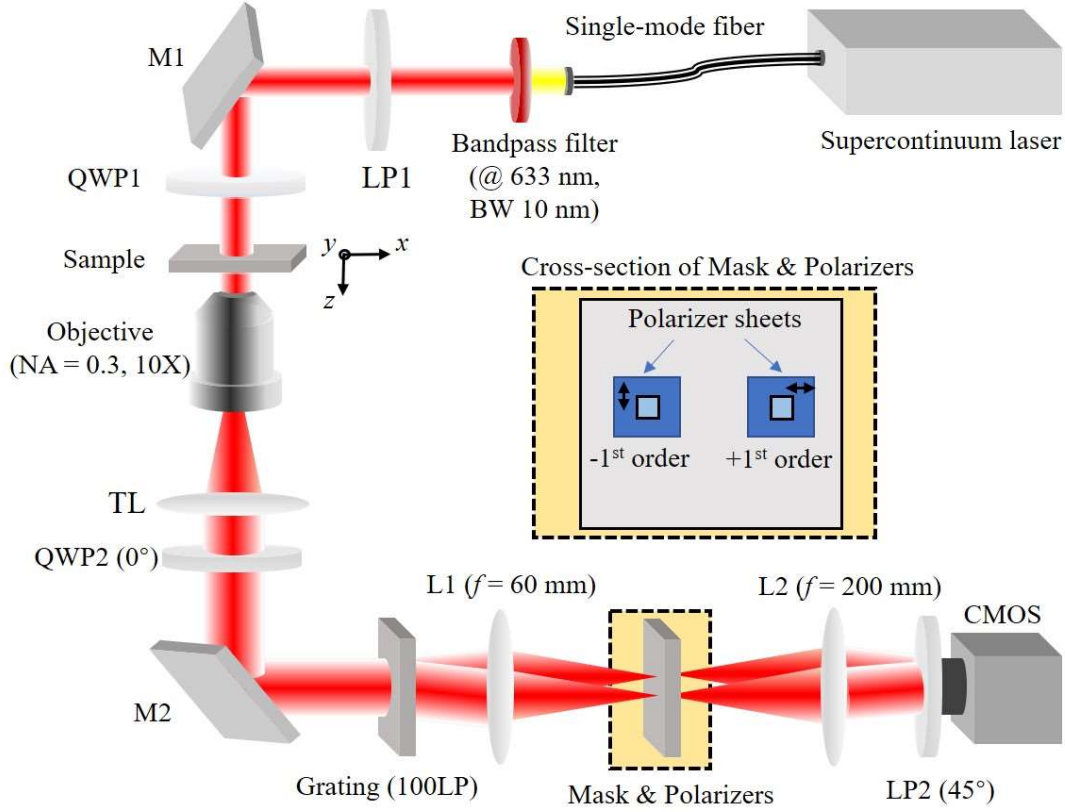 Single-mode fiber
M1
Supercontinuum laser
Bandpass filter
(@ 633 nm,
BW 10 nm)
LP1
QWP1
Sample
y
x
z
Objective
(NA = 0.3, 10X)
Cross-section of Mask & Polarizers
Polarizer sheets
-1st order
+1st order
TL
QWP2 (0°)
L1 (f = 60 mm)
L2 (f = 200 mm)
CMOS
M2
Grating (100LP)
Mask & Polarizers
LP2 (45°)